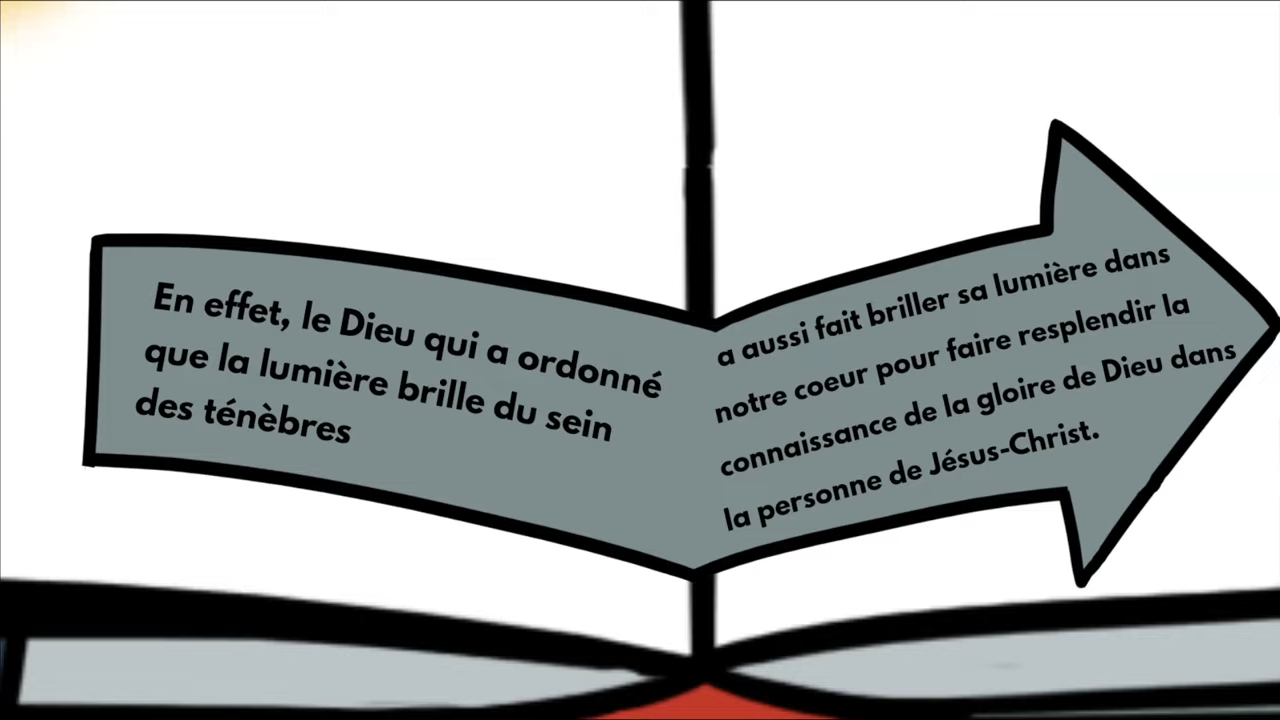 En effet, le Dieu qui a ordonné
que la lumière brille du sein
des ténèbres
a aussi fait briller sa lumière dans
notre coeur pour faire resplendir la
connaissance de la gloire de Dieu dans
la personne de Jésus-Christ.